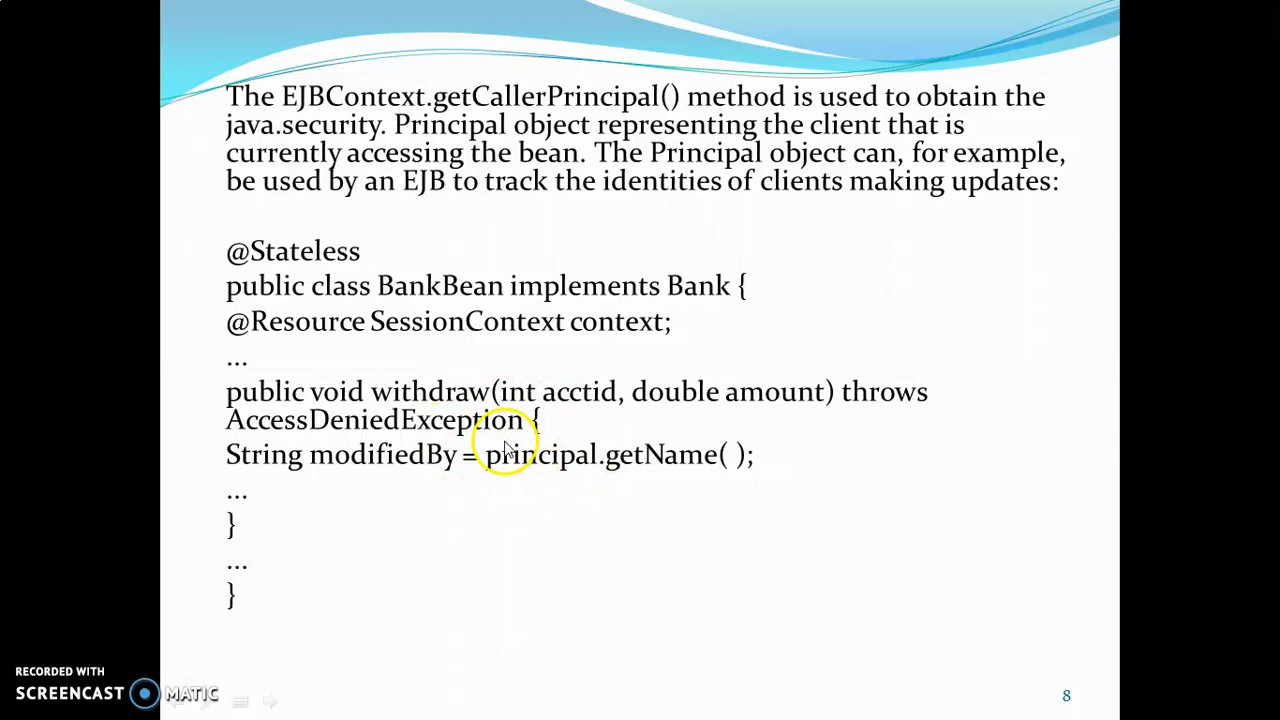 The EJBContext.getCallerPrincipal() method is used to obtain the
java.security. Principal object representing the client that is
currently accessing the bean. The Principal object can, for example,
be used by an EJB to track the identities of clients making updates:
@Stateless
public class BankBean implements Bank {
@Resource SessionContext context;
...
public void withdraw(int acctid, double amount) throws
AccessDeniedException {
String modifiedBy = principal.getName( );
...
}
...
}
RECORDED WITH
SCREENCAST MATIC
8